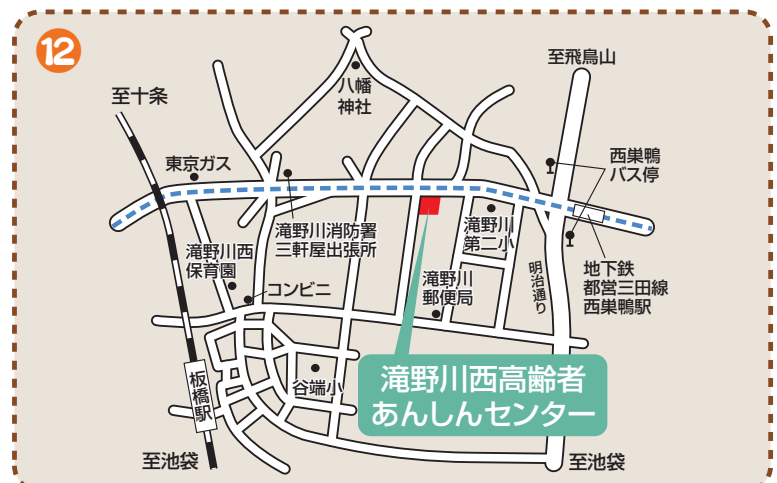 12
至飛鳥山
八幡
神社
至十条
東京ガス
西巣鴨
バス停
滝野川消防署
三軒屋出張所
滝野川
第二小
滝野川西
保育園
コンビニ
滝野川
郵便局
明治通り
地下鉄
都営三田線
西巣鴨駅
板橋駅
谷端小
滝野川西高齢者
あんしんセンター
至池袋
至池袋